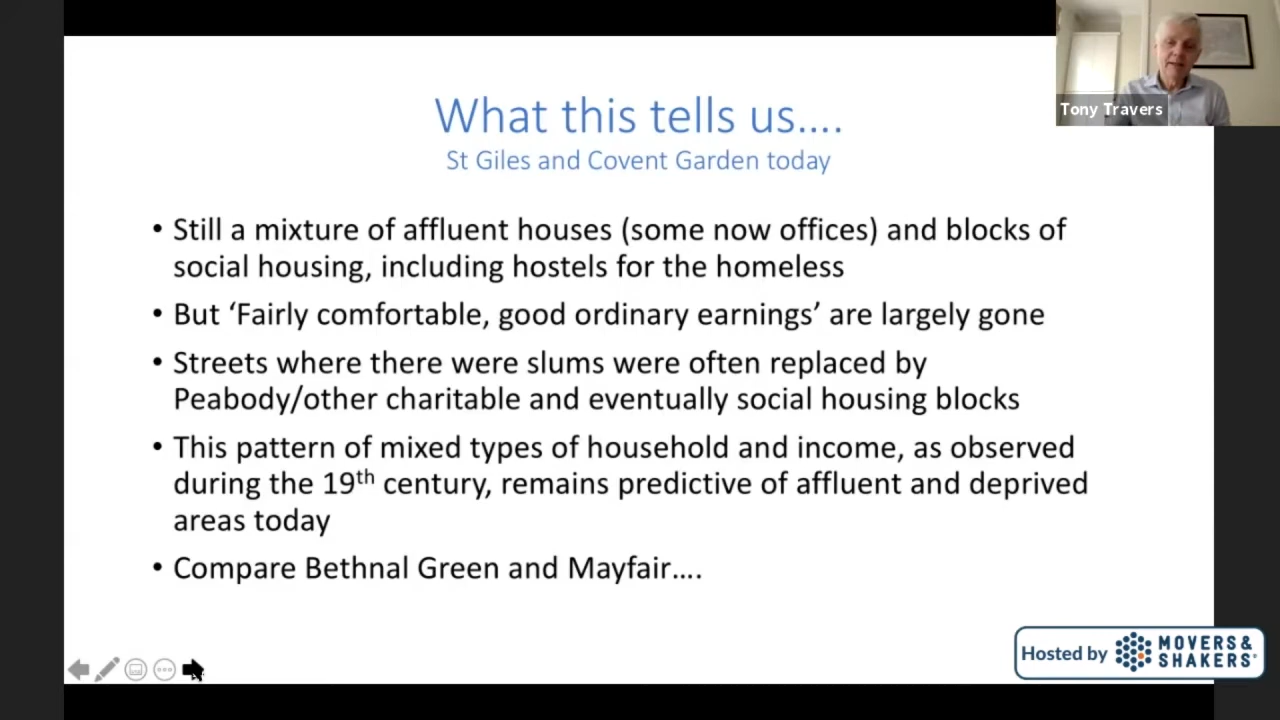 Tony Travers
What this tells us....
St Giles and Covent Garden today
• Still a mixture of affluent houses (some now offices) and blocks of
social housing, including hostels for the homeless
• But ‘Fairly comfortable, good ordinary earnings’ are largely gone
• Streets where there were slums were often replaced by
Peabody/other charitable and eventually social housing blocks
• This pattern of mixed types of household and income, as observed
during the 19th century, remains predictive of affluent and deprived
areas today
• Compare Bethnal Green and Mayfair....
Hosted by MOVERS &
SHAKERS